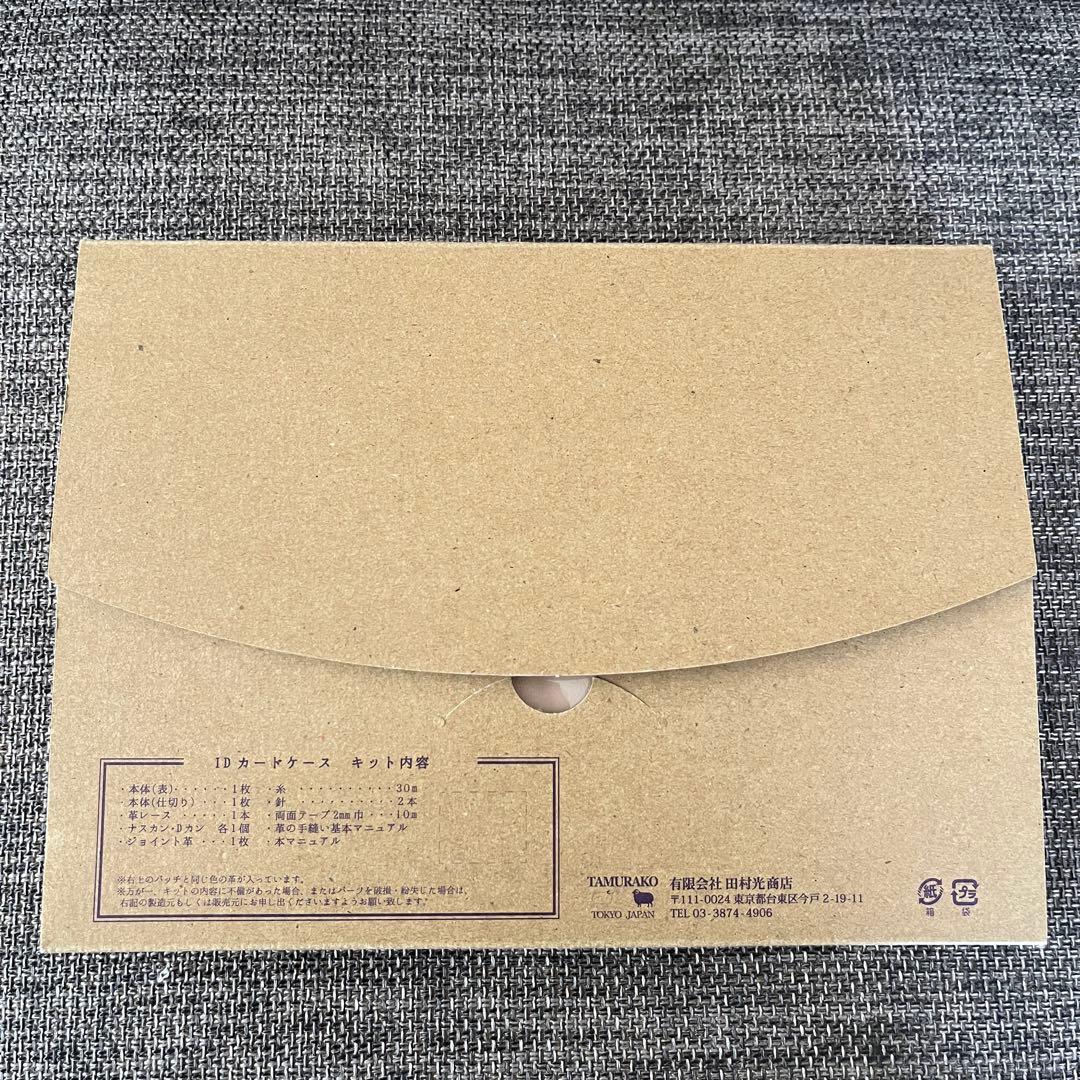 IDカードケース キット内容
・本体(表)‥‥‥1枚 ・糸 ‥‥‥‥‥30m
・本体(仕切り)‥‥1枚 ・針 ‥‥‥‥‥2本
・革レース ‥‥‥1本 ・両面テープ2mm巾‥‥10m
・ナスカン・Dカン 各1個 ・革の手縫い基本マニュアル
・ジョイント革‥‥1枚 ・本マニュアル
※右上のパッチと同じ色の革が入っています。
※万が一、キットの内容に不備があった場合、またはパーツを破損・紛失した場合は、
右記の製造元もしくは販売元にお申し出くださいますようお願い致します。
TAMURAKO
TOKYO JAPAN
有限会社 田村光商店
〒111-0024 東京都台東区今戸2-19-11
TEL 03-3874-4906
紙
箱
プラ
袋